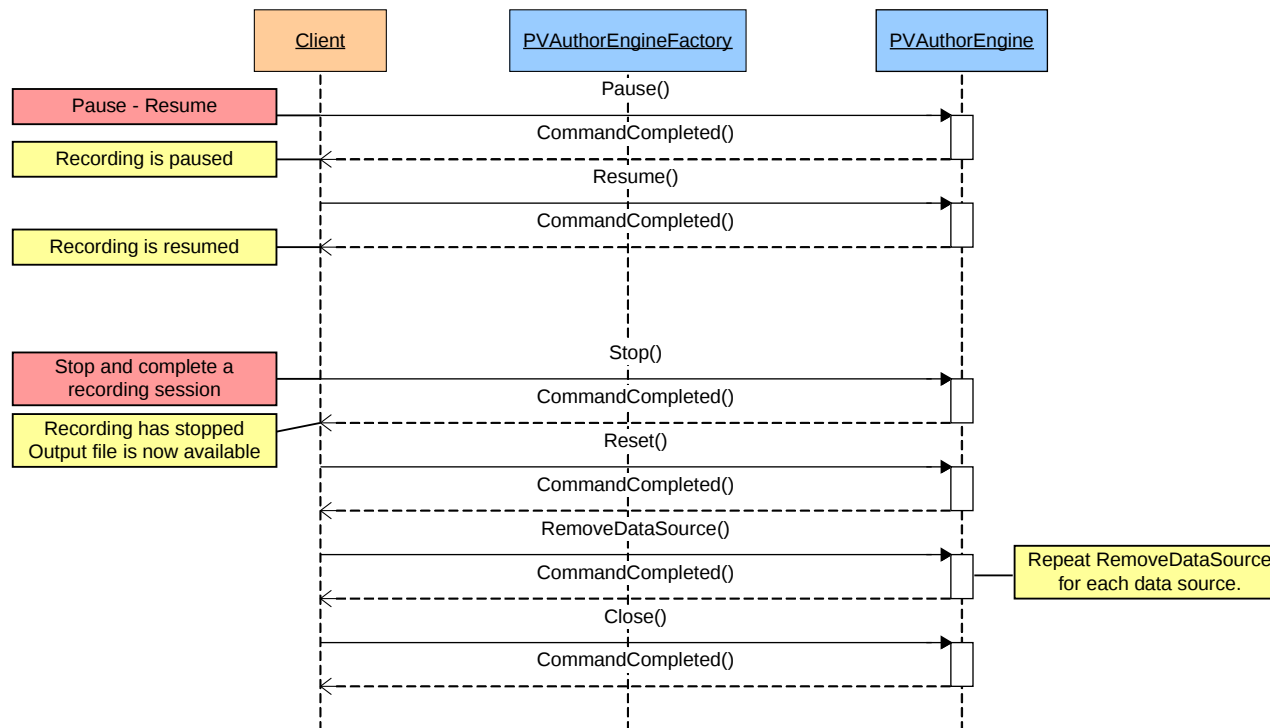 Client
PVAuthorEngineFactory
PVAuthorEngine
Pause()
Pause - Resume
CommandCompleted()
Recording is paused
Resume()
CommandCompleted()
Recording is resumed
Stop()
Stop and complete a
recording session
CommandCompleted()
Recording has stopped
Output file is now available
Reset()
CommandCompleted()
RemoveDataSource()
Repeat RemoveDataSource
for each data source.
CommandCompleted()
Close()
CommandCompleted()